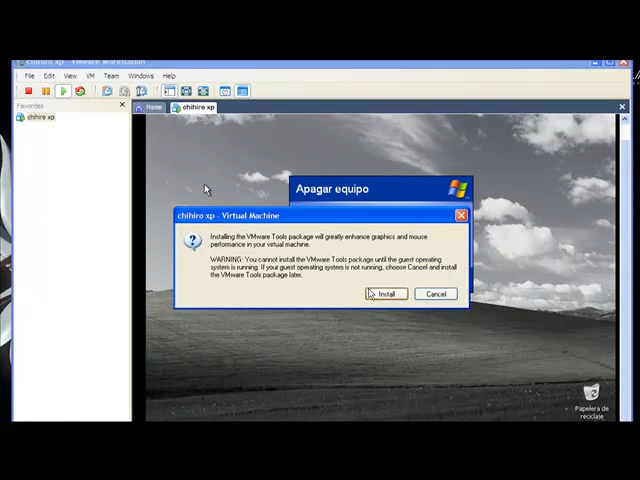 chihiro xp - VMware Workstation
File Edit View VM Team Windows Help
Favorites
chihiro xp
Home
chihiro xp
Apagar equipo
chihiro xp - Virtual Machine
Installing the VMware Tools package will greatly enhance graphics and mouse
performance in your virtual machine.
WARNING: You cannot install the VMware Tools package until the guest operating
system is running. If your guest operating system is not running, choose Cancel and install
the VMware Tools package later.
Install Cancel
Papelera de
reciclaje